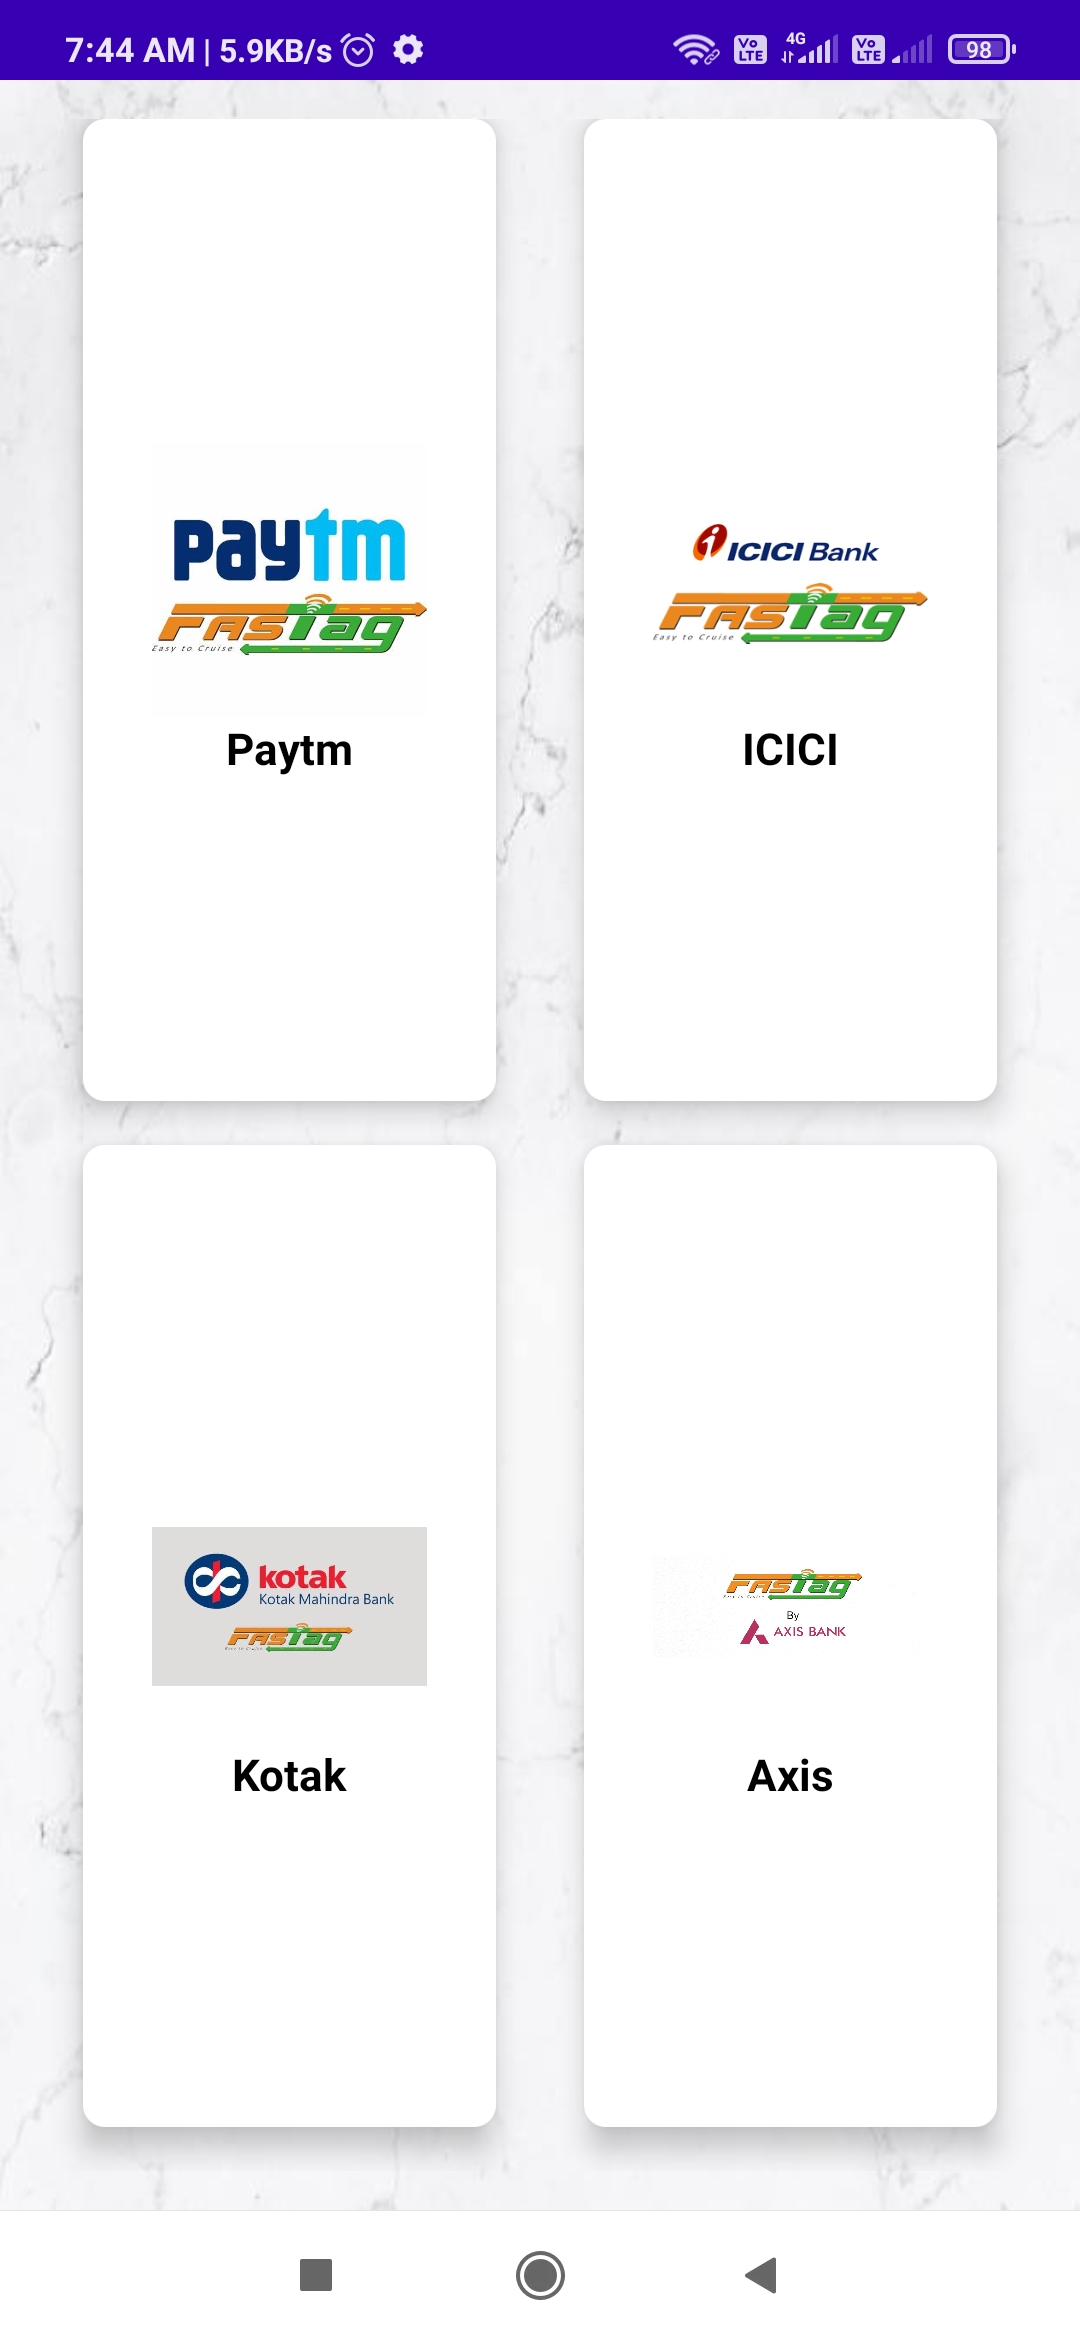 7:44 AM | 5.9KB/s
Vo LTE 4G Vo LTE 98
paytm
FASTag
Easy to Cruise
Paytm
ICICI Bank
FASTag
Easy to Cruise
ICICI
kotak
Kotak Mahindra Bank
FASTag
Kotak
FASTag
By
AXIS BANK
Axis